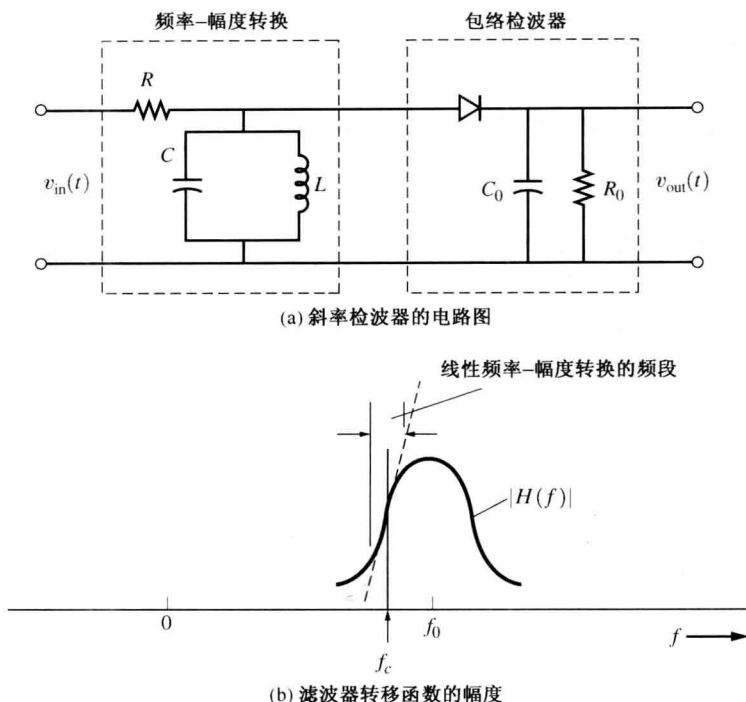 频率-幅度转换
包络检波器
R
C
L
v_in(t)
C_0
R_0
v_out(t)
(a) 斜率检波器的电路图
线性频率-幅度转换的频段
|H(f)|
0
f_c
f_0
f
(b) 滤波器转移函数的幅度